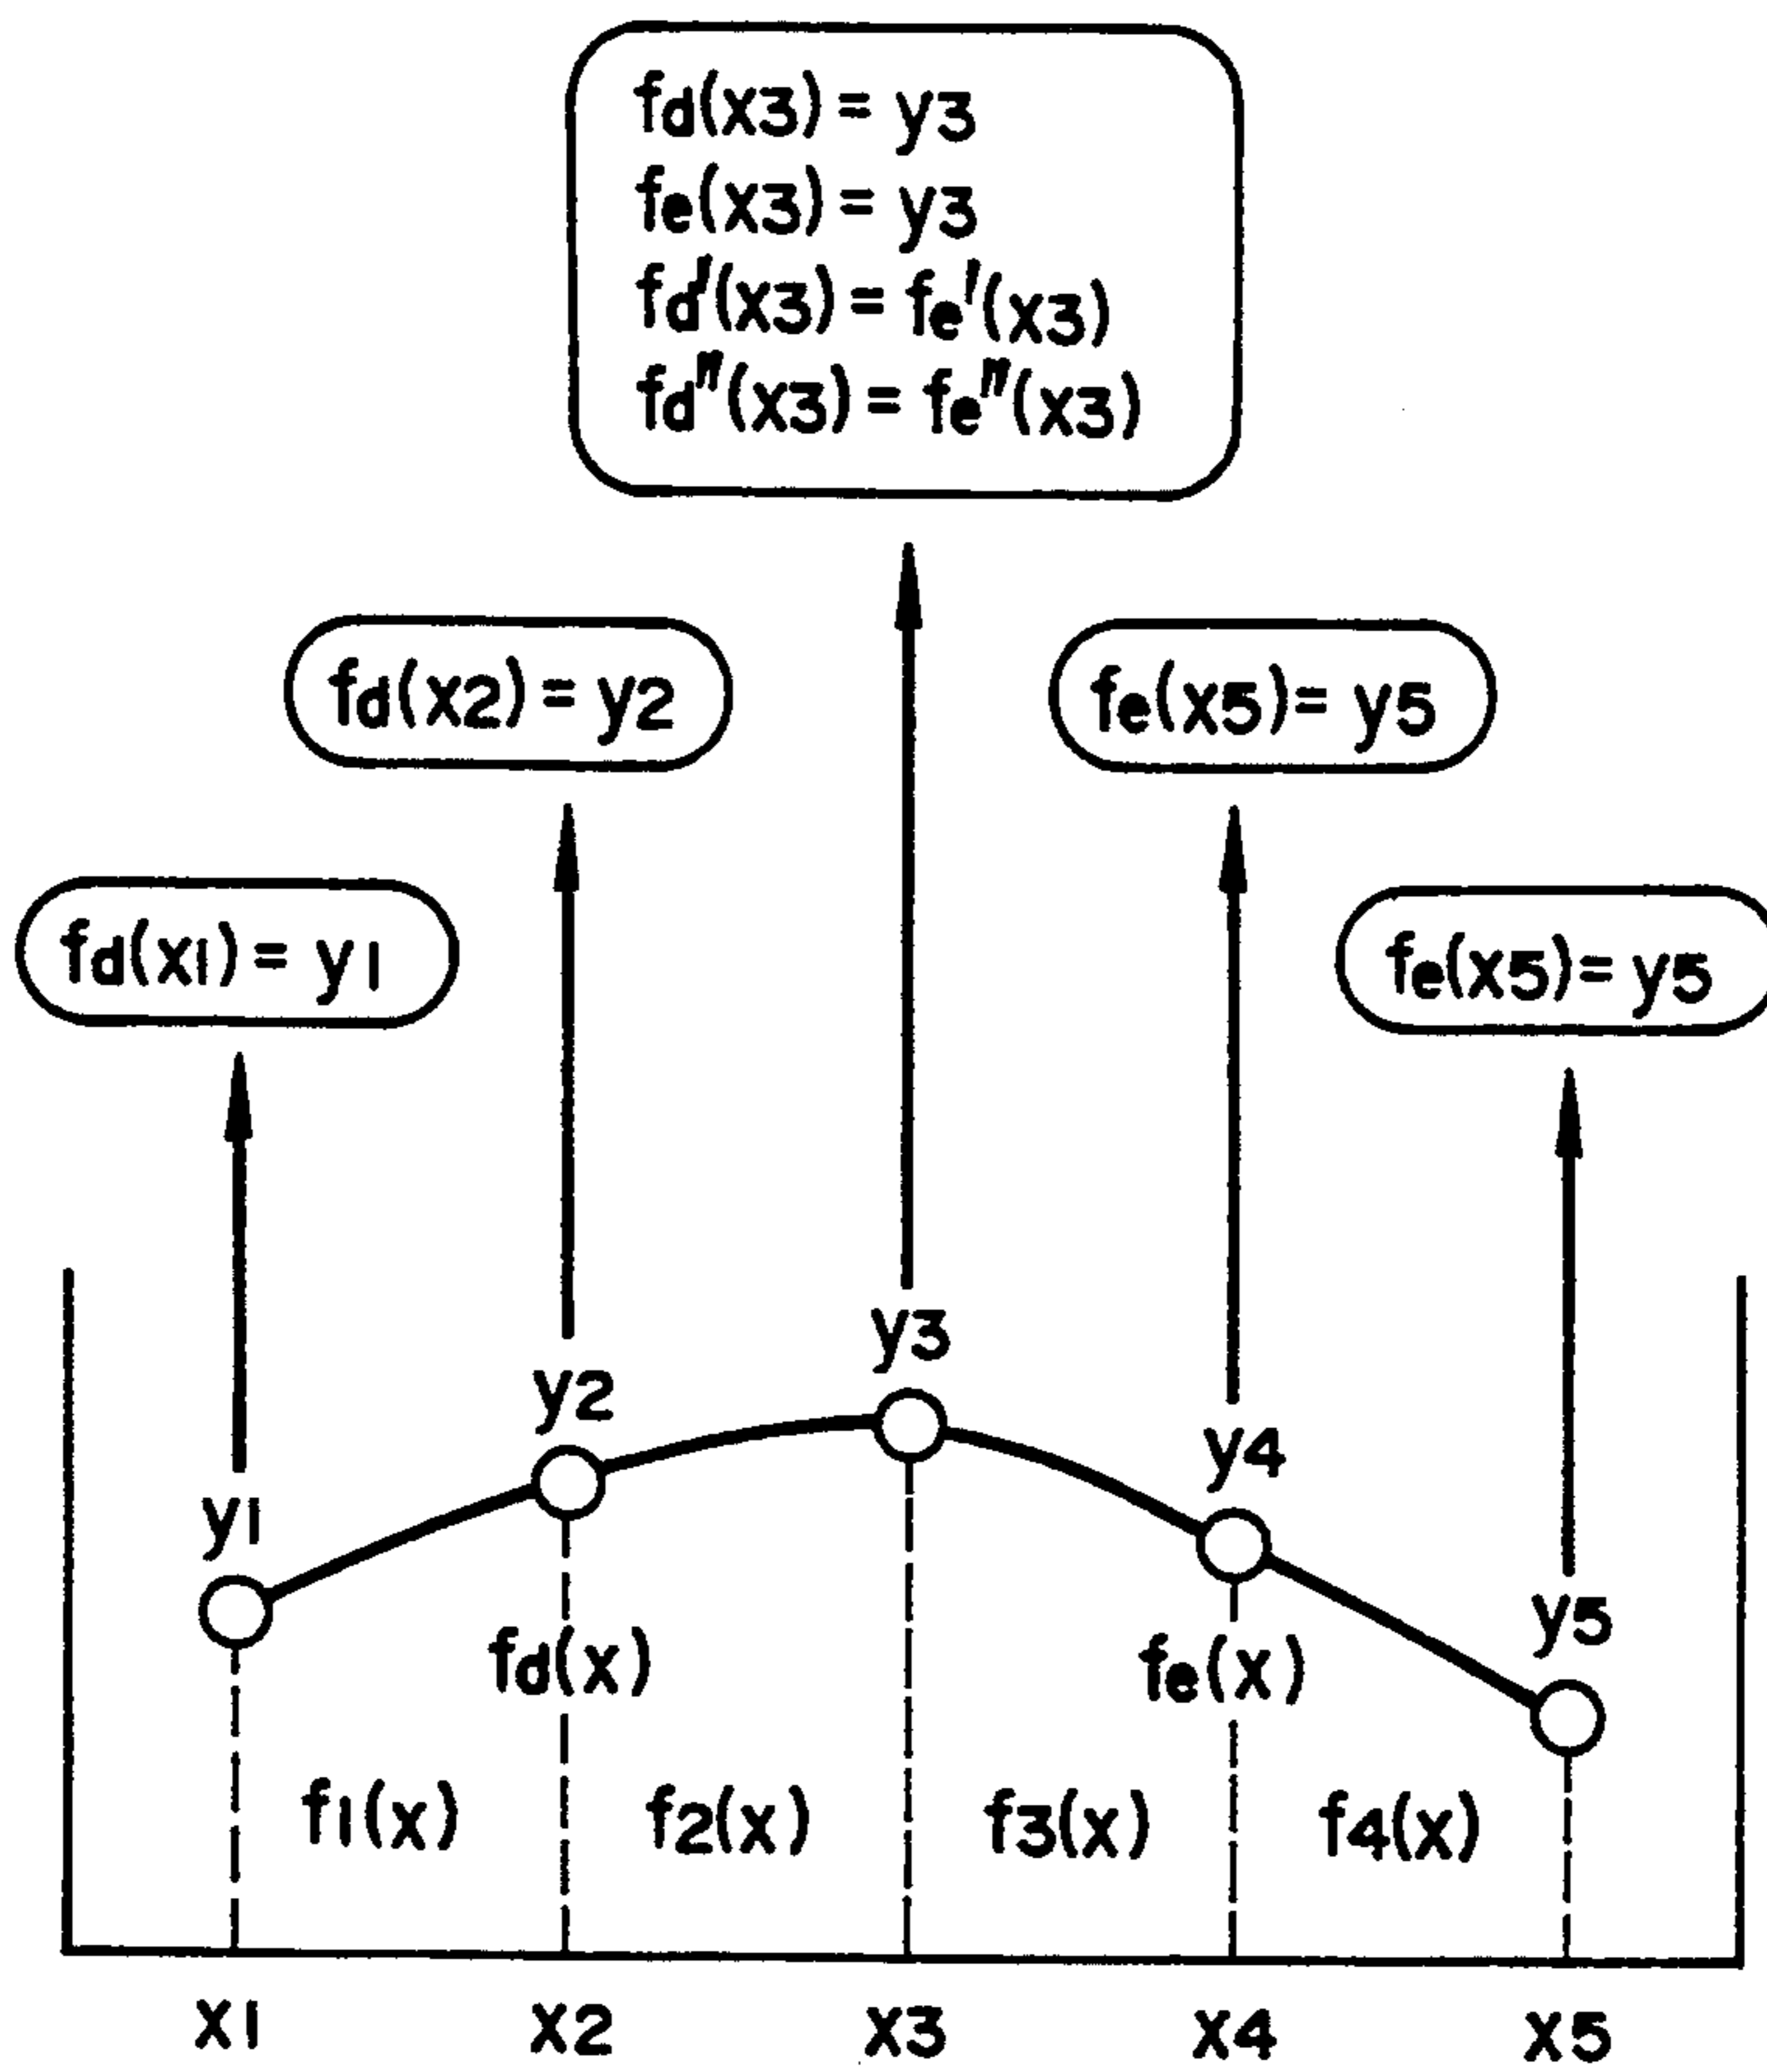 fd(x3) = y3
fe(x3) = y3
fd'(x3) = fe'(x3)
fd"(x3) = fe"(x3)
fd(x2) = y2
fe(x5) = y5
fd(x1) = y1
fe(x5) = y5
y3
y2
y4
y1
y5
fd(x)
fe(x)
f1(x)
f2(x)
f3(x)
f4(x)
x1
x2
x3
x4
x5